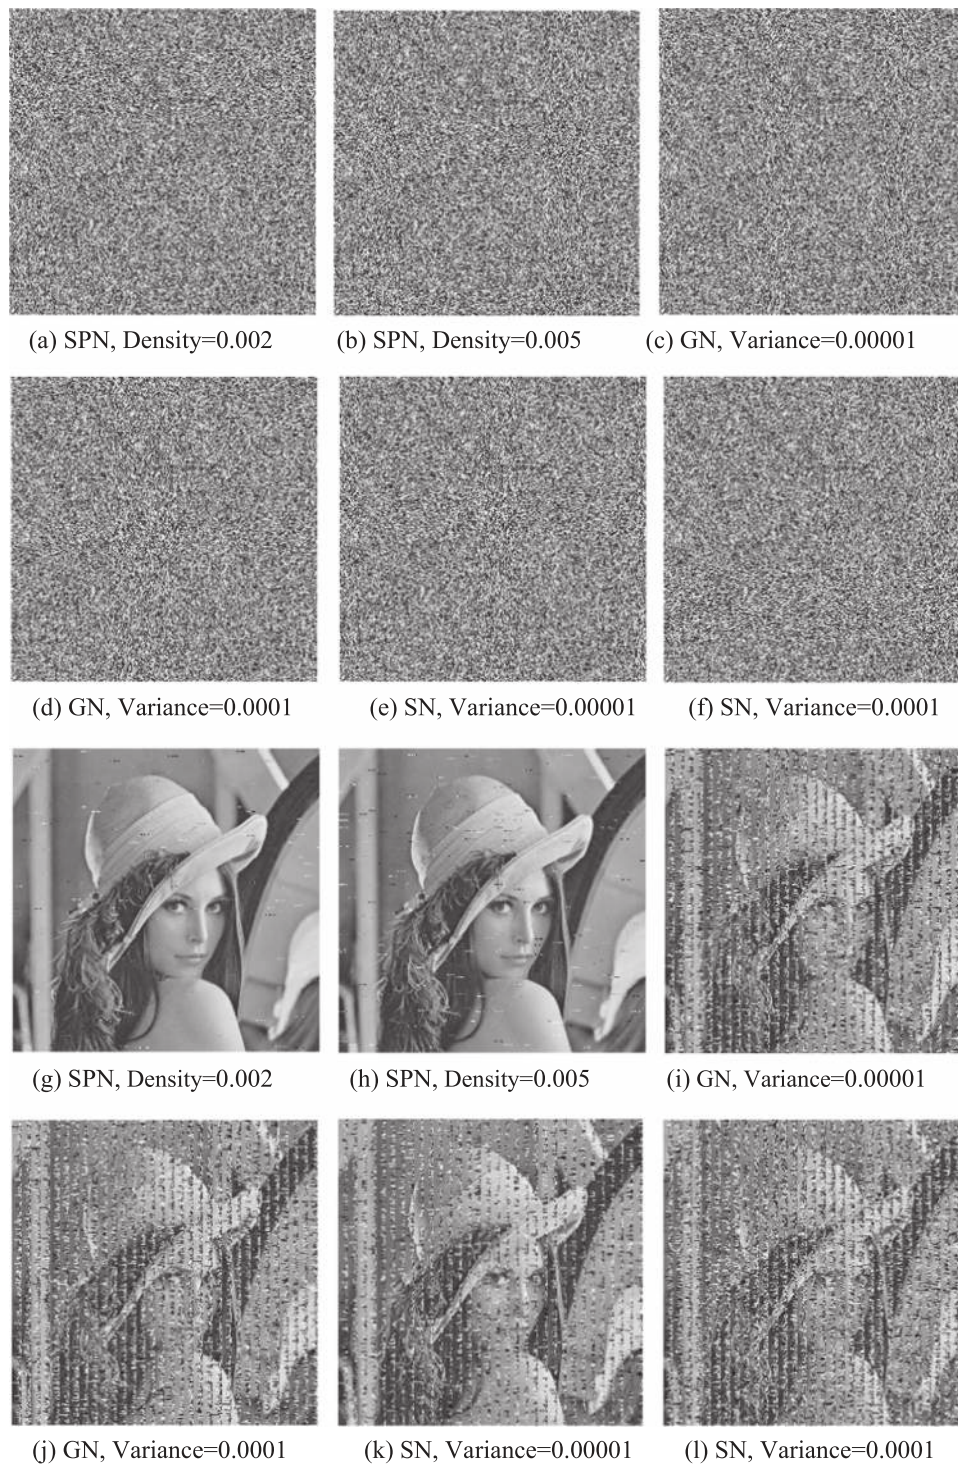 (a) SPN, Density=0.002
(b) SPN, Density=0.005
(c) GN, Variance=0.00001
(d) GN, Variance=0.0001
(e) SN, Variance=0.00001
(f) SN, Variance=0.0001
(g) SPN, Density=0.002
(h) SPN, Density=0.005
(i) GN, Variance=0.00001
(j) GN, Variance=0.0001
(k) SN, Variance=0.00001
(l) SN, Variance=0.0001